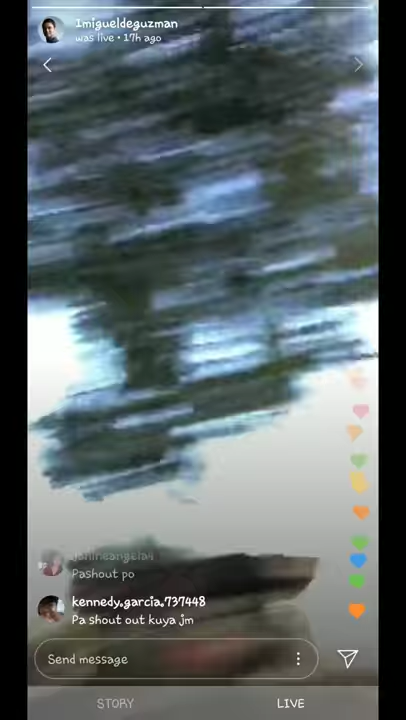 1migueldeguzman
was live • 17h ago
Pashout po
kennedy.garcia.737448
Pa shout out kuya jm
Send message
STORY
LIVE